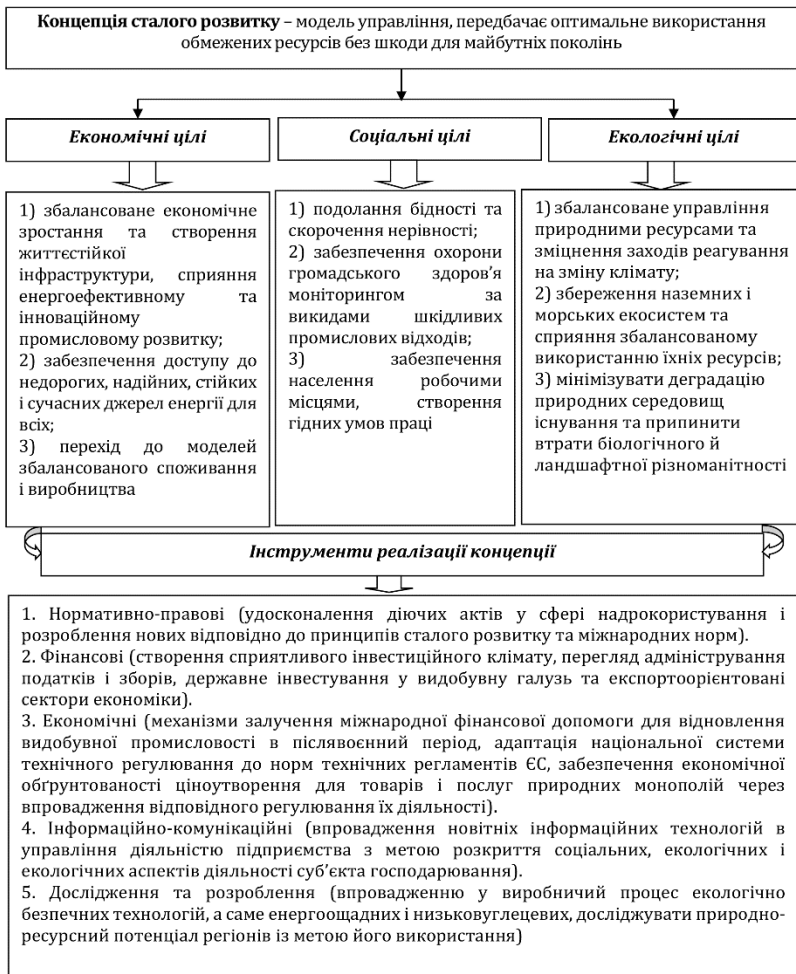 Концепція сталого розвитку – модель управління, передбачає оптимальне використання
обмежених ресурсів без шкоди для майбутніх поколінь
Економічні цілі
Соціальні цілі
Екологічні цілі
1) збалансоване економічне
зростання та створення
життєстійкої
інфраструктури, сприяння
енергоефективному та
інноваційному
промисловому розвитку;
2) забезпечення доступу до
недорогих, надійних, стійких
і сучасних джерел енергії для
всіх;
3) перехід до моделей
збалансованого споживання
і виробництва
1) подолання бідності та
скорочення нерівності;
2) забезпечення охорони
громадського здоров’я
моніторингом за
викидами шкідливих
промислових відходів;
3) забезпечення
населення робочими
місцями, створення
гідних умов праці
1) збалансоване управління
природними ресурсами та
зміцнення заходів реагування
на зміну клімату;
2) збереження наземних і
морських екосистем та
сприяння збалансованому
використанню їхніх ресурсів;
3) мінімізувати деградацію
природних середовищ
існування та припинити
втрати біологічного й
ландшафтної різноманітності
Інструменти реалізації концепції
1. Нормативно-правові (удосконалення діючих актів у сфері надрокористування і
розроблення нових відповідно до принципів сталого розвитку та міжнародних норм).
2. Фінансові (створення сприятливого інвестиційного клімату, перегляд адміністрування
податків і зборів, державне інвестування у видобувну галузь та експортоорієнтовані
сектори економіки).
3. Економічні (механізми залучення міжнародної фінансової допомоги для відновлення
видобувної промисловості в післявоєнний період, адаптація національної системи
технічного регулювання до норм технічних регламентів ЄС, забезпечення економічної
обґрунтованості ціноутворення для товарів і послуг природних монополій через
впровадження відповідного регулювання їх діяльності).
4. Інформаційно-комунікаційні (впровадження новітніх інформаційних технологій в
управління діяльністю підприємства з метою розкриття соціальних, екологічних і
екологічних аспектів діяльності суб’єкта господарювання).
5. Дослідження та розроблення (впровадженню у виробничий процес екологічно
безпечних технологій, а саме енергоощадних і низьковуглецевих, досліджувати природно-
ресурсний потенціал регіонів із метою його використання)